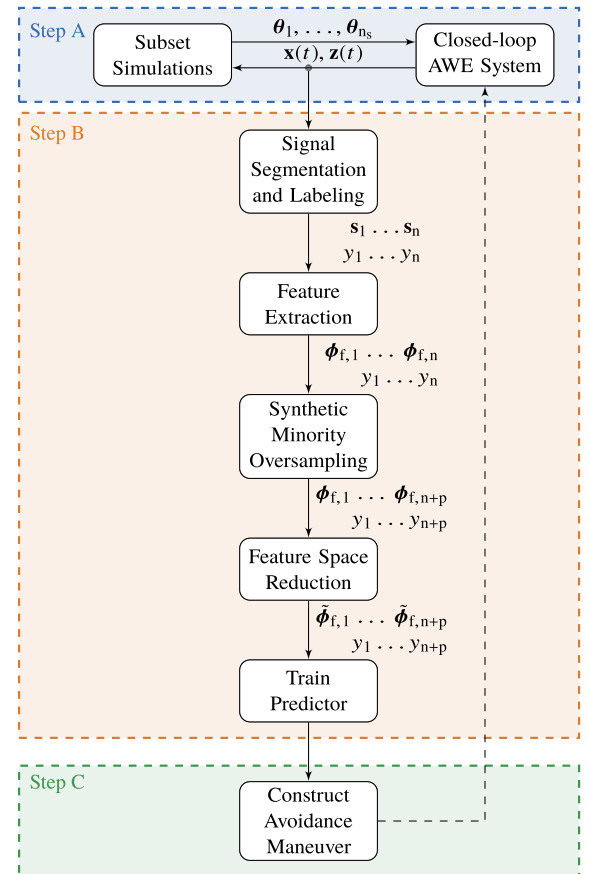 Step A
Subset
Simulations
𝜽₁, . . . , 𝜽ₙₛ
𝐱(t), 𝐳(t)
Closed-loop
AWE System
Step B
Signal
Segmentation
and Labeling
𝐬₁ . . . 𝐬ₙ
y₁ . . . yₙ
Feature
Extraction
𝝓f,1 . . . 𝝓f,n
y₁ . . . yₙ
Synthetic
Minority
Oversampling
𝝓f,1 . . . 𝝓f,n+p
y₁ . . . yn+p
Feature Space
Reduction
𝝓̃f,1 . . . 𝝓̃f,n+p
y₁ . . . yn+p
Train
Predictor
Step C
Construct
Avoidance
Maneuver